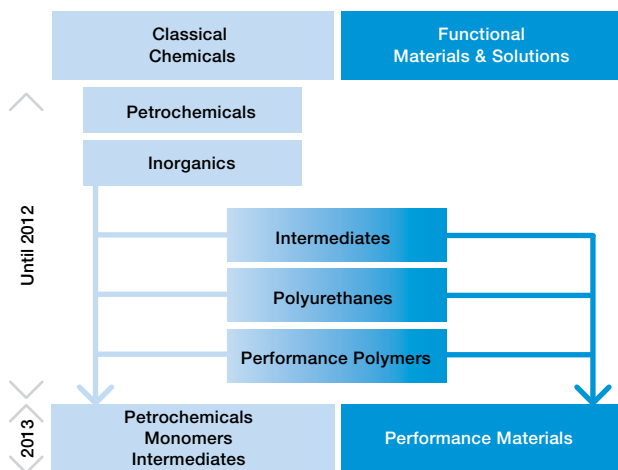 Classical
Chemicals
Functional
Materials & Solutions
Until 2012
Petrochemicals
Inorganics
Intermediates
Polyurethanes
Performance Polymers
2013
Petrochemicals
Monomers
Intermediates
Performance Materials